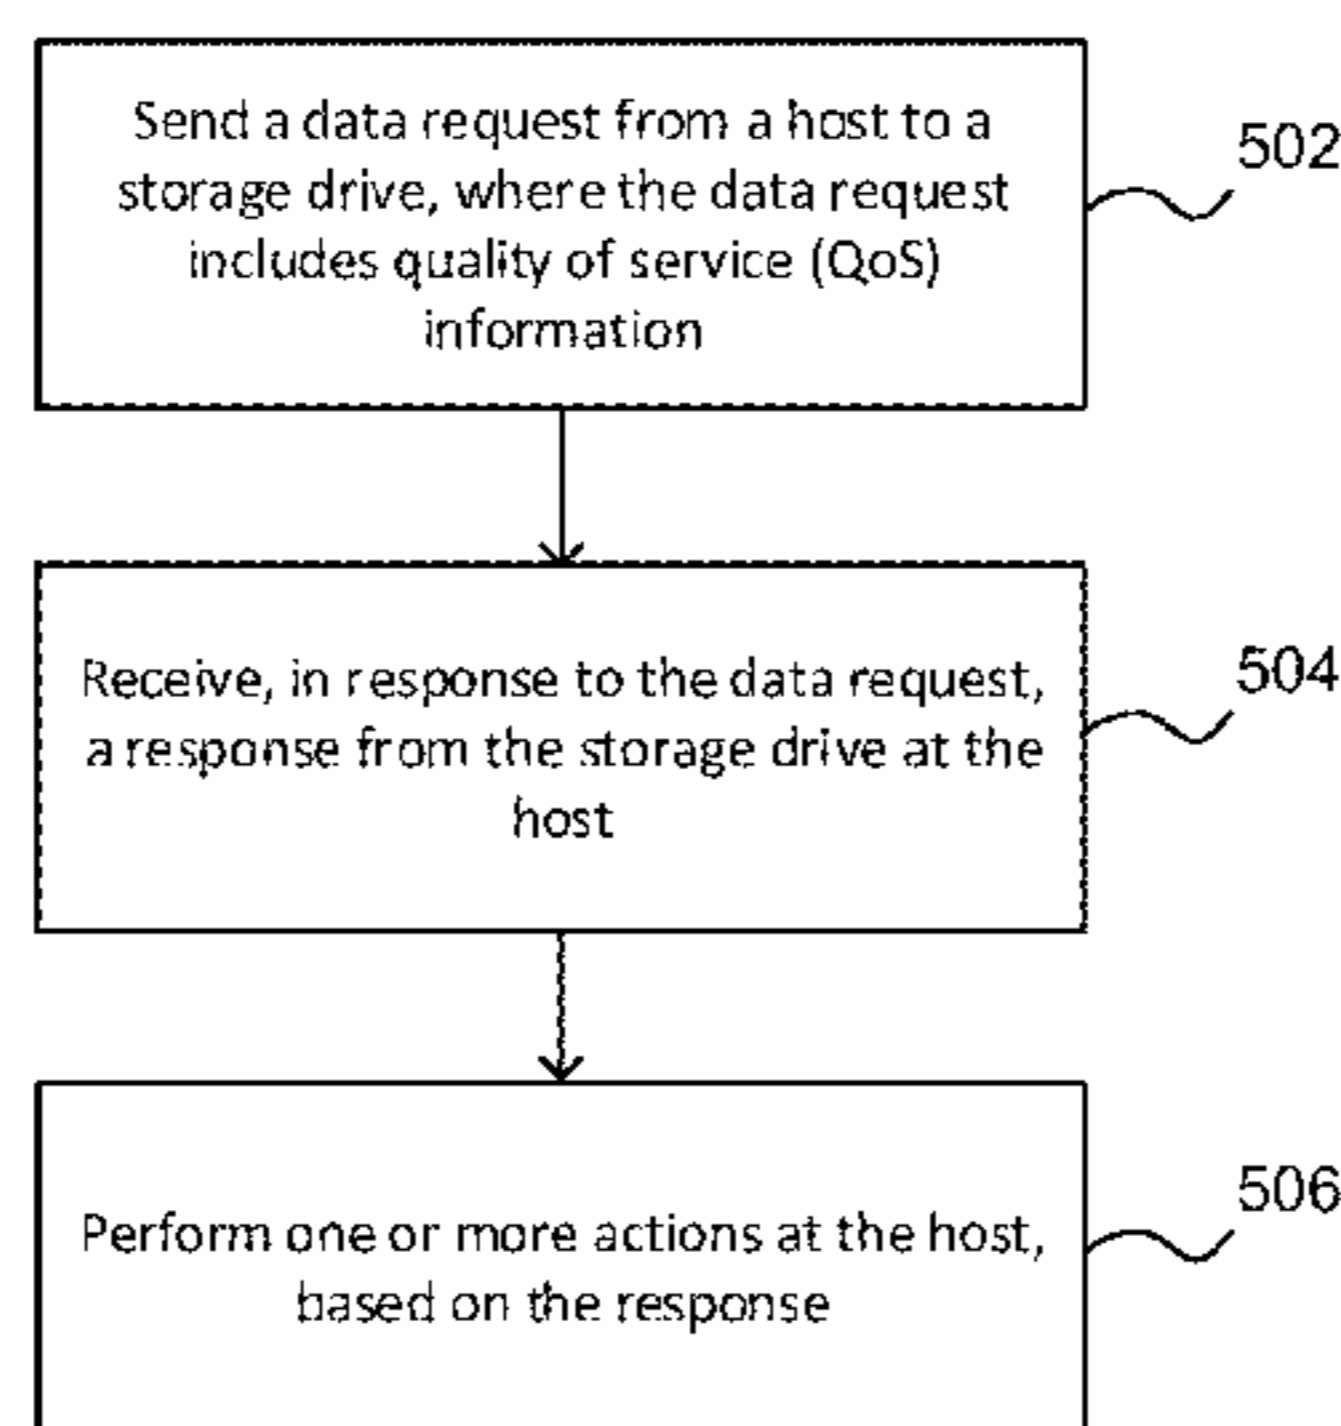 Send a data request from a host to a
storage drive, where the data request
includes quality of service (QoS)
information
502
Receive, in response to the data request,
a response from the storage drive at the
host
504
Perform one or more actions at the host,
based on the response
506